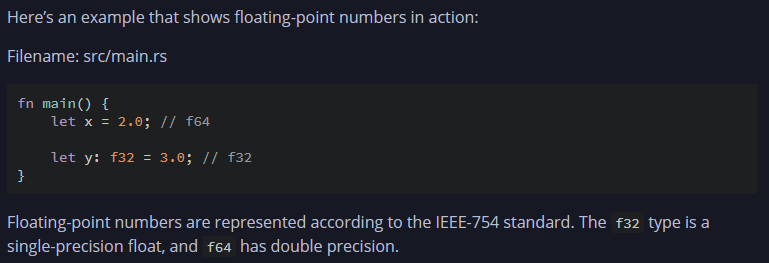 Here’s an example that shows floating-point numbers in action:
Filename: src/main.rs
fn main() {
    let x = 2.0; // f64
    let y: f32 = 3.0; // f32
}
Floating-point numbers are represented according to the IEEE-754 standard. The f32 type is a
single-precision float, and f64 has double precision.